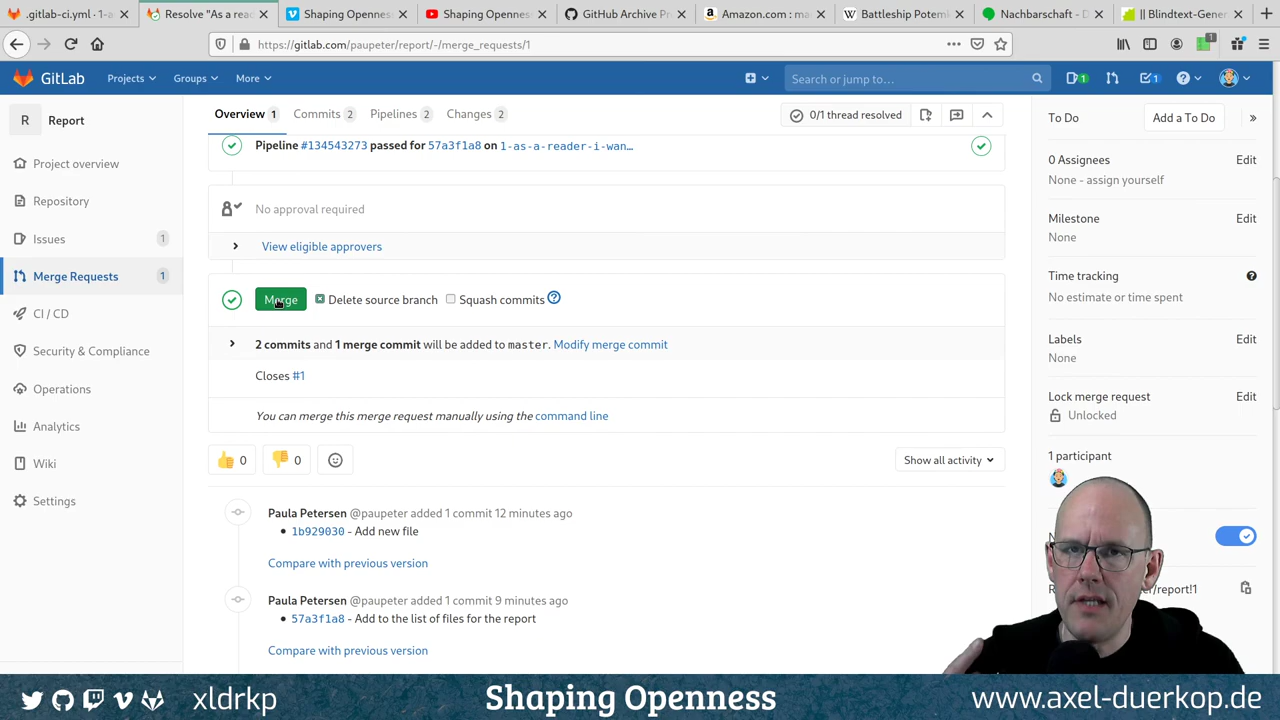 .gitlab-ci.yml · 1-a
Resolve "As a read
Shaping Openness
Shaping Openness
GitHub Archive Pr
Amazon.com : ma
Battleship Potemki
Nachbarschaft - D
|| Blindtext-Gener
https://gitlab.com/paupeter/report/-/merge_requests/1
1
GitLab
Projects
Groups
More
Search or jump to...
1
1
R
Report
Project overview
Repository
Issues
1
Merge Requests
1
CI / CD
Security & Compliance
Operations
Analytics
Wiki
Settings
Overview 1
Commits 2
Pipelines 2
Changes 2
0/1 thread resolved
Pipeline #134543273 passed for 57a3f1a8 on 1-as-a-reader-i-wan…
No approval required
View eligible approvers
Merge
Delete source branch
Squash commits
2 commits and 1 merge commit will be added to master. Modify merge commit
Closes #1
You can merge this merge request manually using the command line
0
0
Show all activity
Paula Petersen @paupeter added 1 commit 12 minutes ago
1b929030 - Add new file
Compare with previous version
Paula Petersen @paupeter added 1 commit 9 minutes ago
57a3f1a8 - Add to the list of files for the report
Compare with previous version
To Do
Add a To Do
0 Assignees
Edit
None - assign yourself
Milestone
Edit
None
Time tracking
No estimate or time spent
Labels
Edit
None
Lock merge request
Edit
Unlocked
1 participant
/report!1
xldrkp
Shaping Openness
www.axel-duerkop.de